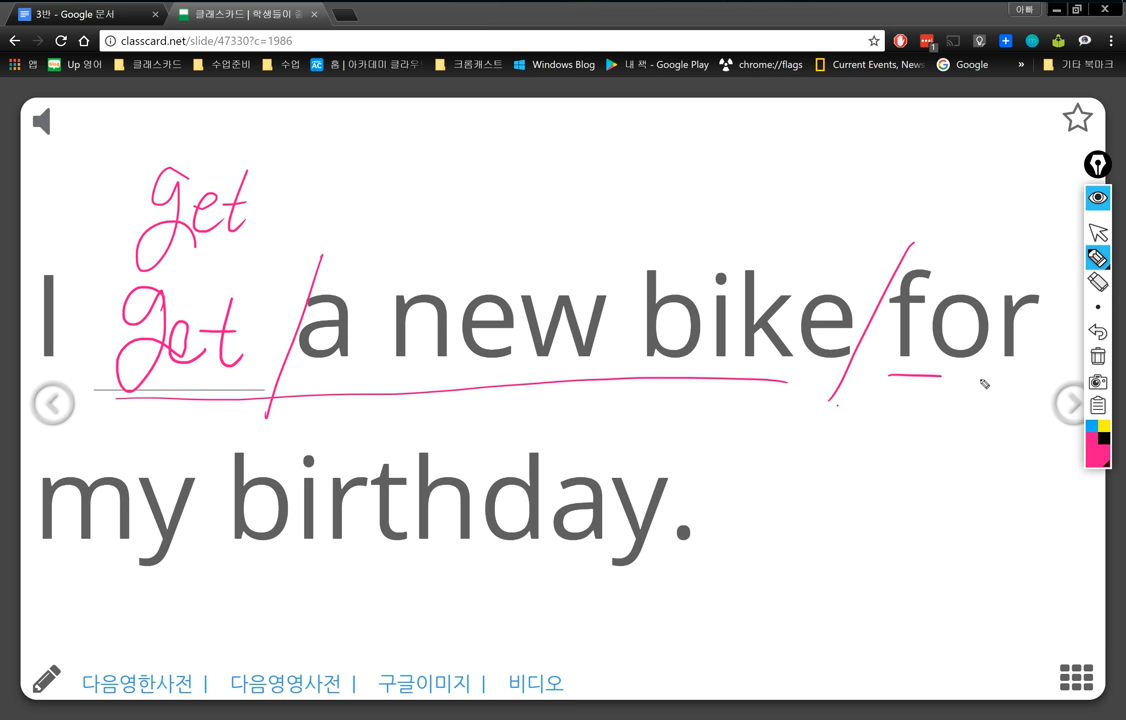 3반 - Google 문서
클래스카드 | 학생들이 줄
아빠
classcard.net/slide/47330?c=1986
1
앱 Up 영어 클래스카드 수업준비 수업 홈 | 아카데미 클라우 크롬캐스트 Windows Blog 내 책 - Google Play chrome://flags Current Events, News Google » 기타 북마크
get
I got a new bike for
my birthday.
다음영한사전 | 다음영영사전 | 구글이미지 | 비디오